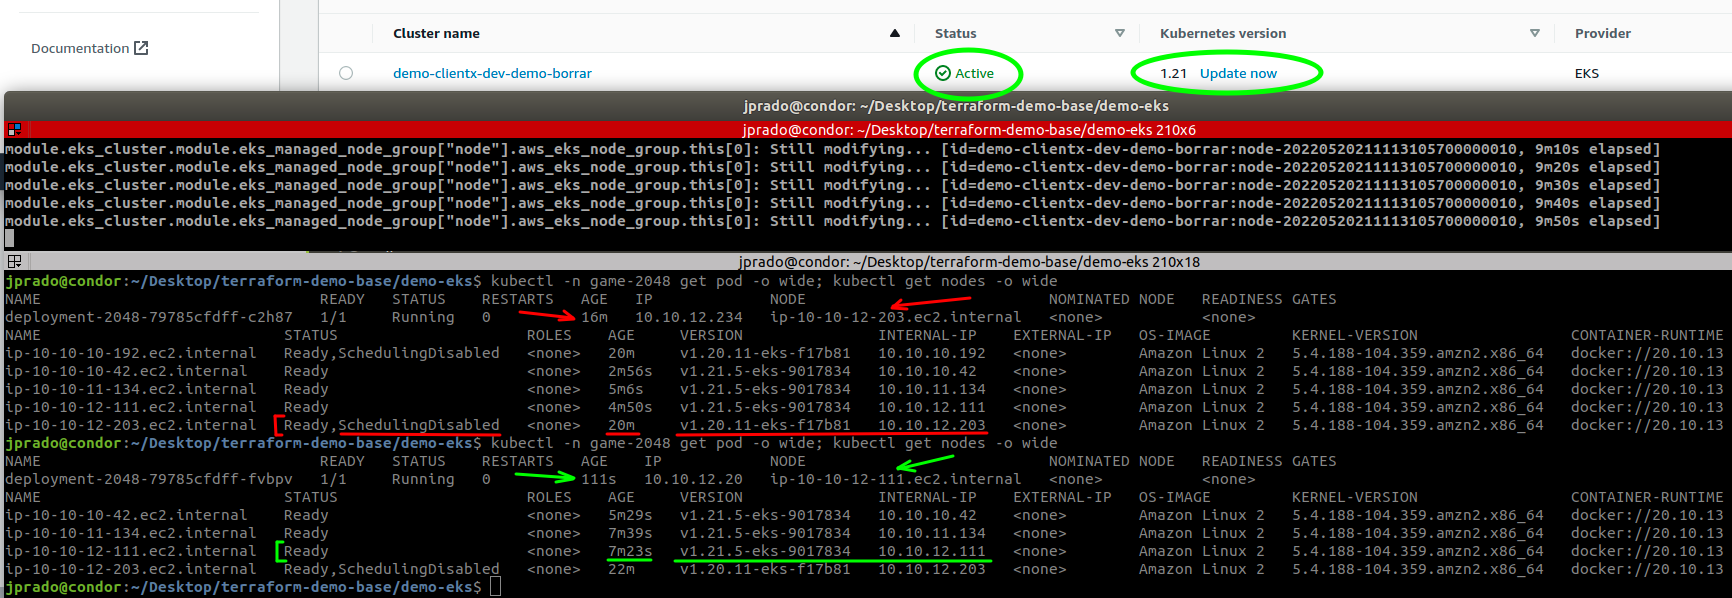 Documentation
Cluster name Status Kubernetes version Provider
demo-clientx-dev-demo-borrar Active 1.21 Update now EKS
jprado@condor: ~/Desktop/terraform-demo-base/demo-eks
jprado@condor: ~/Desktop/terraform-demo-base/demo-eks 210x6
module.eks_cluster.module.eks_managed_node_group["node"].aws_eks_node_group.this[0]: Still modifying... [id=demo-clientx-dev-demo-borrar:node-20220520211113105700000010, 9m10s elapsed]
module.eks_cluster.module.eks_managed_node_group["node"].aws_eks_node_group.this[0]: Still modifying... [id=demo-clientx-dev-demo-borrar:node-20220520211113105700000010, 9m20s elapsed]
module.eks_cluster.module.eks_managed_node_group["node"].aws_eks_node_group.this[0]: Still modifying... [id=demo-clientx-dev-demo-borrar:node-20220520211113105700000010, 9m30s elapsed]
module.eks_cluster.module.eks_managed_node_group["node"].aws_eks_node_group.this[0]: Still modifying... [id=demo-clientx-dev-demo-borrar:node-20220520211113105700000010, 9m40s elapsed]
module.eks_cluster.module.eks_managed_node_group["node"].aws_eks_node_group.this[0]: Still modifying... [id=demo-clientx-dev-demo-borrar:node-20220520211113105700000010, 9m50s elapsed]
jprado@condor: ~/Desktop/terraform-demo-base/demo-eks 210x18
jprado@condor:~/Desktop/terraform-demo-base/demo-eks$ kubectl -n game-2048 get pod -o wide; kubectl get nodes -o wide
NAME READY STATUS RESTARTS AGE IP NODE NOMINATED NODE READINESS GATES
deployment-2048-79785cfdff-c2h87 1/1 Running 0 16m 10.10.12.234 ip-10-10-12-203.ec2.internal <none> <none>
NAME STATUS ROLES AGE VERSION INTERNAL-IP EXTERNAL-IP OS-IMAGE KERNEL-VERSION CONTAINER-RUNTIME
ip-10-10-10-192.ec2.internal Ready,SchedulingDisabled <none> 20m v1.20.11-eks-f17b81 10.10.10.192 <none> Amazon Linux 2 5.4.188-104.359.amzn2.x86_64 docker://20.10.13
ip-10-10-10-42.ec2.internal Ready <none> 2m56s v1.21.5-eks-9017834 10.10.10.42 <none> Amazon Linux 2 5.4.188-104.359.amzn2.x86_64 docker://20.10.13
ip-10-10-11-134.ec2.internal Ready <none> 5m6s v1.21.5-eks-9017834 10.10.11.134 <none> Amazon Linux 2 5.4.188-104.359.amzn2.x86_64 docker://20.10.13
ip-10-10-12-111.ec2.internal Ready <none> 4m50s v1.21.5-eks-9017834 10.10.12.111 <none> Amazon Linux 2 5.4.188-104.359.amzn2.x86_64 docker://20.10.13
ip-10-10-12-203.ec2.internal Ready,SchedulingDisabled <none> 20m v1.20.11-eks-f17b81 10.10.12.203 <none> Amazon Linux 2 5.4.188-104.359.amzn2.x86_64 docker://20.10.13
jprado@condor:~/Desktop/terraform-demo-base/demo-eks$ kubectl -n game-2048 get pod -o wide; kubectl get nodes -o wide
NAME READY STATUS RESTARTS AGE IP NODE NOMINATED NODE READINESS GATES
deployment-2048-79785cfdff-fvbpv 1/1 Running 0 111s 10.10.12.20 ip-10-10-12-111.ec2.internal <none> <none>
NAME STATUS ROLES AGE VERSION INTERNAL-IP EXTERNAL-IP OS-IMAGE KERNEL-VERSION CONTAINER-RUNTIME
ip-10-10-10-42.ec2.internal Ready <none> 5m29s v1.21.5-eks-9017834 10.10.10.42 <none> Amazon Linux 2 5.4.188-104.359.amzn2.x86_64 docker://20.10.13
ip-10-10-11-134.ec2.internal Ready <none> 7m39s v1.21.5-eks-9017834 10.10.11.134 <none> Amazon Linux 2 5.4.188-104.359.amzn2.x86_64 docker://20.10.13
ip-10-10-12-111.ec2.internal Ready <none> 7m23s v1.21.5-eks-9017834 10.10.12.111 <none> Amazon Linux 2 5.4.188-104.359.amzn2.x86_64 docker://20.10.13
ip-10-10-12-203.ec2.internal Ready,SchedulingDisabled <none> 22m v1.20.11-eks-f17b81 10.10.12.203 <none> Amazon Linux 2 5.4.188-104.359.amzn2.x86_64 docker://20.10.13
jprado@condor:~/Desktop/terraform-demo-base/demo-eks$